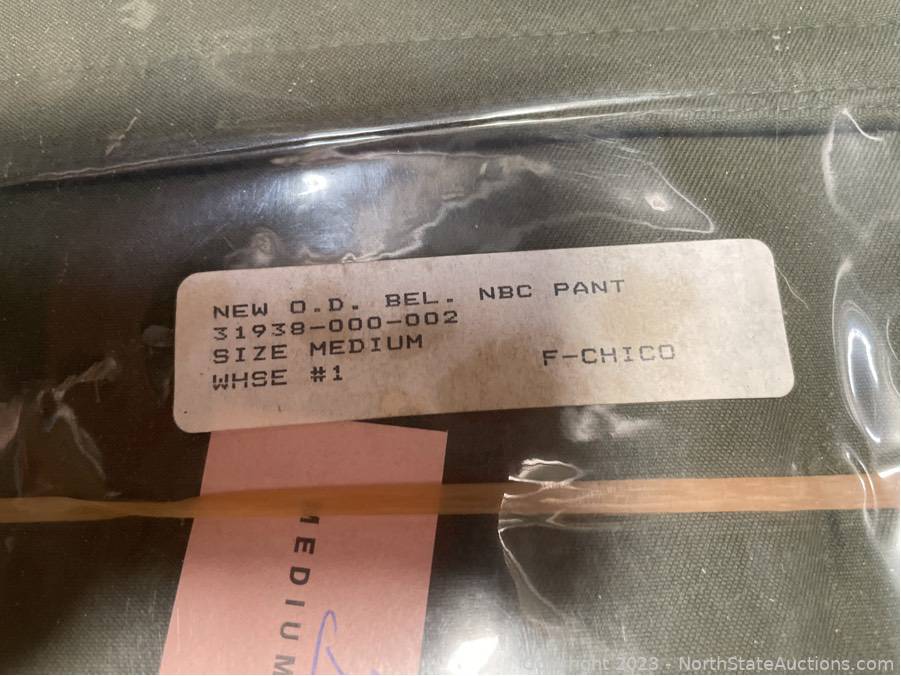 NEW O.D. BEL. NBC PANT
31938-000-002
SIZE MEDIUM
WHSE #1 F-CHICO
MEDIUM
Copyright 2023 - NorthStateAuctions.com